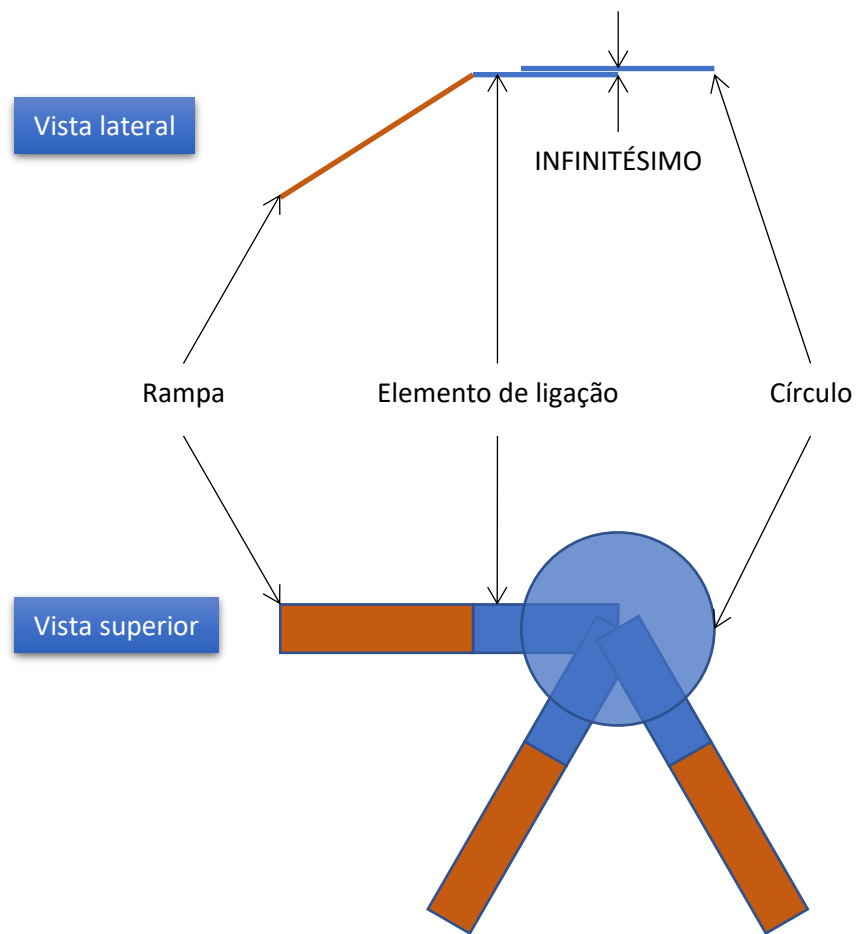 Vista lateral
INFINITÉSIMO
Rampa
Elemento de ligação
Círculo
Vista superior